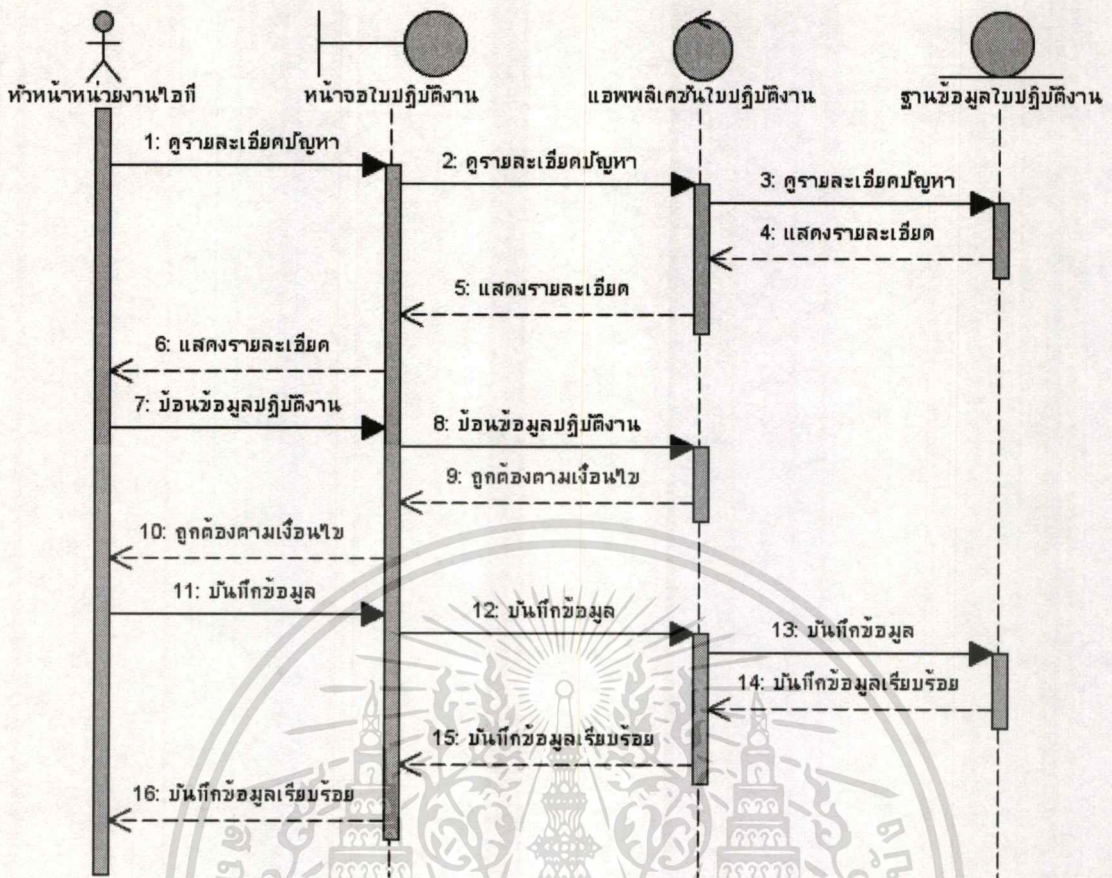 หัวหน้าหน่วยงานไอที
หน้าจอใบปฏิบัติงาน
แอพพลิเคชันใบปฏิบัติงาน
ฐานข้อมูลใบปฏิบัติงาน
1: ดูรายละเอียดปัญหา
2: ดูรายละเอียดปัญหา
3: ดูรายละเอียดปัญหา
4: แสดงรายละเอียด
5: แสดงรายละเอียด
6: แสดงรายละเอียด
7: ป้อนข้อมูลปฏิบัติงาน
8: ป้อนข้อมูลปฏิบัติงาน
9: ถูกต้องตามเงื่อนไข
10: ถูกต้องตามเงื่อนไข
11: บันทึกข้อมูล
12: บันทึกข้อมูล
13: บันทึกข้อมูล
14: บันทึกข้อมูลเรียบร้อย
15: บันทึกข้อมูลเรียบร้อย
16: บันทึกข้อมูลเรียบร้อย